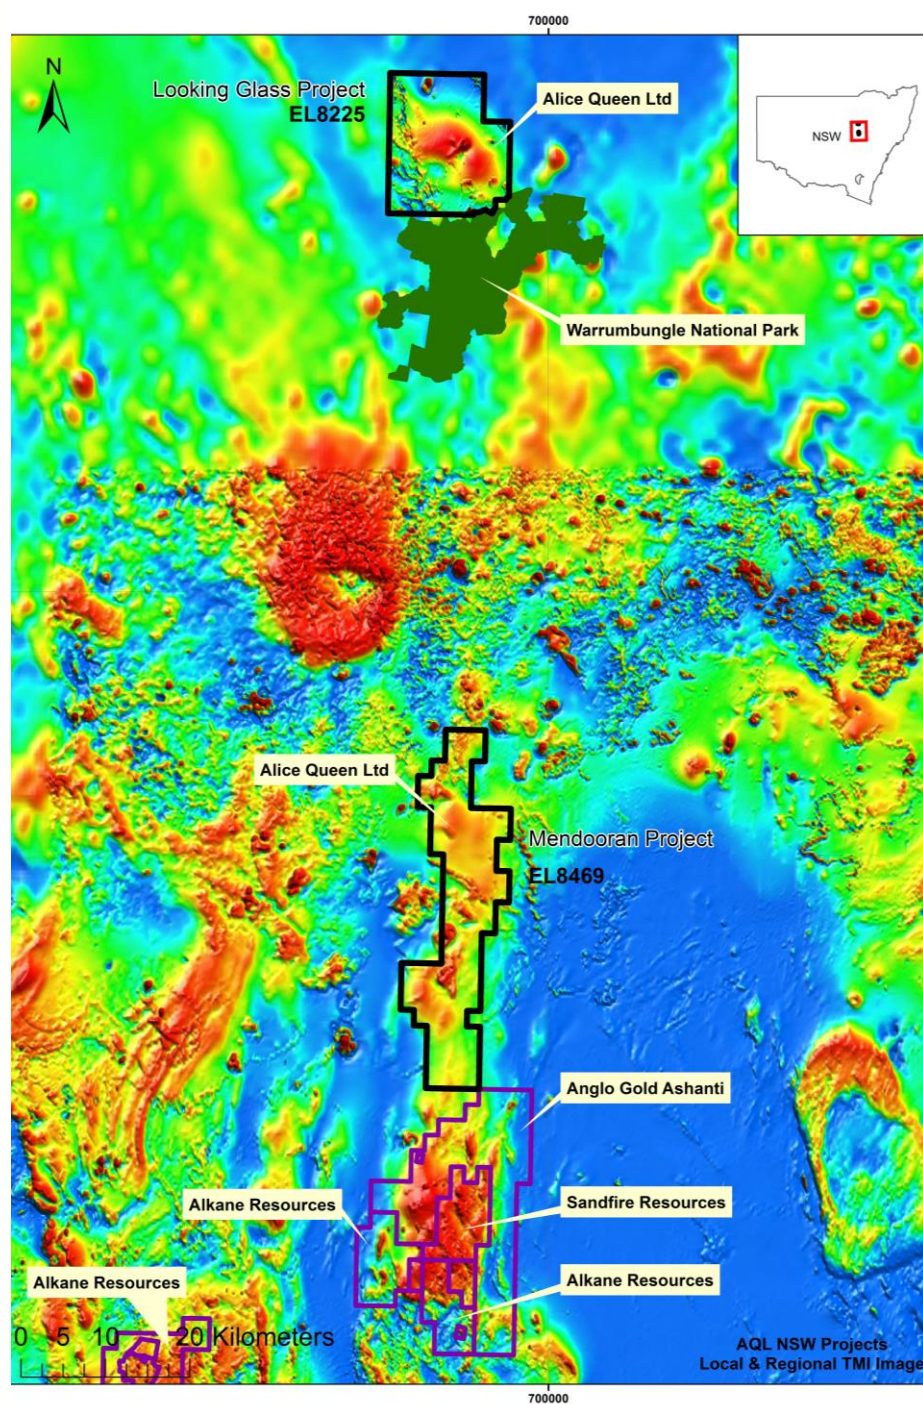 700000
N
Looking Glass Project
EL8225
Alice Queen Ltd
NSW
Warrumbungle National Park
Alice Queen Ltd
Mendooran Project
EL8469
Anglo Gold Ashanti
Alkane Resources
Sandfire Resources
Alkane Resources
Alkane Resources
0 5 10 20 Kilometers
AQL NSW Projects
Local & Regional TMI Image
700000